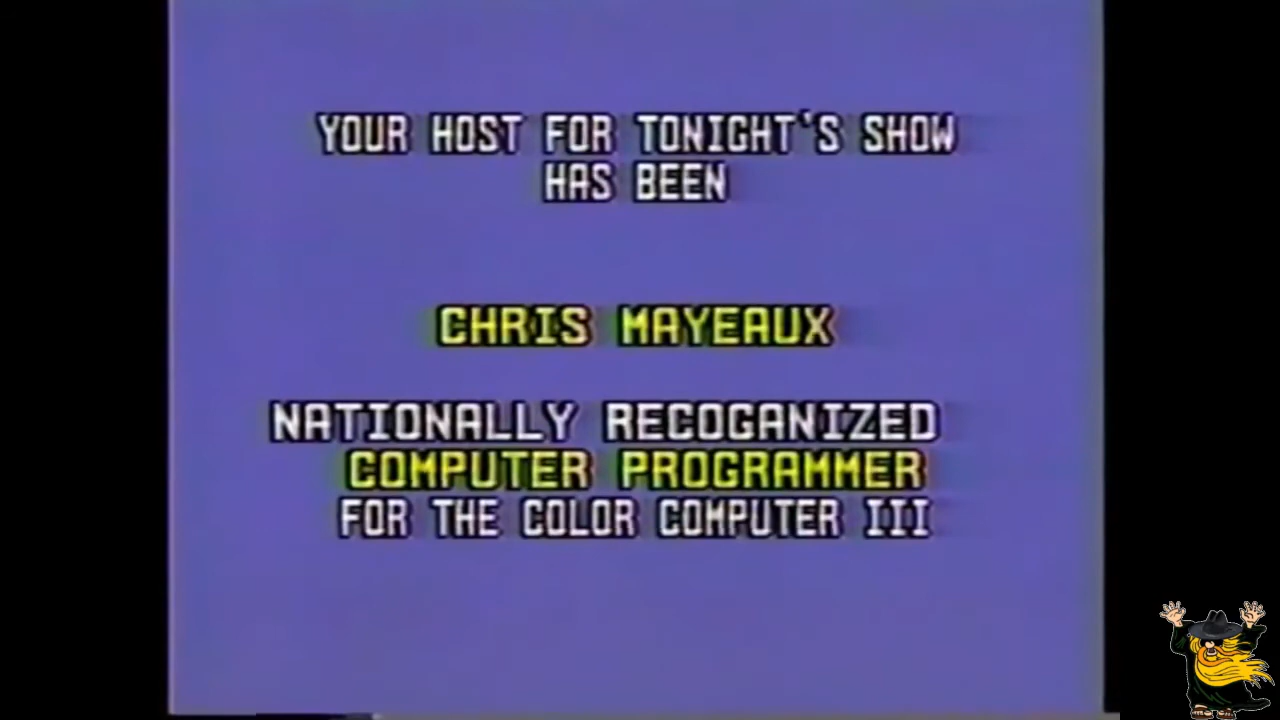 YOUR HOST FOR TONIGHT'S SHOW
HAS BEEN
CHRIS MAYEAUX
NATIONALLY RECOGANIZED
COMPUTER PROGRAMMER
FOR THE COLOR COMPUTER III